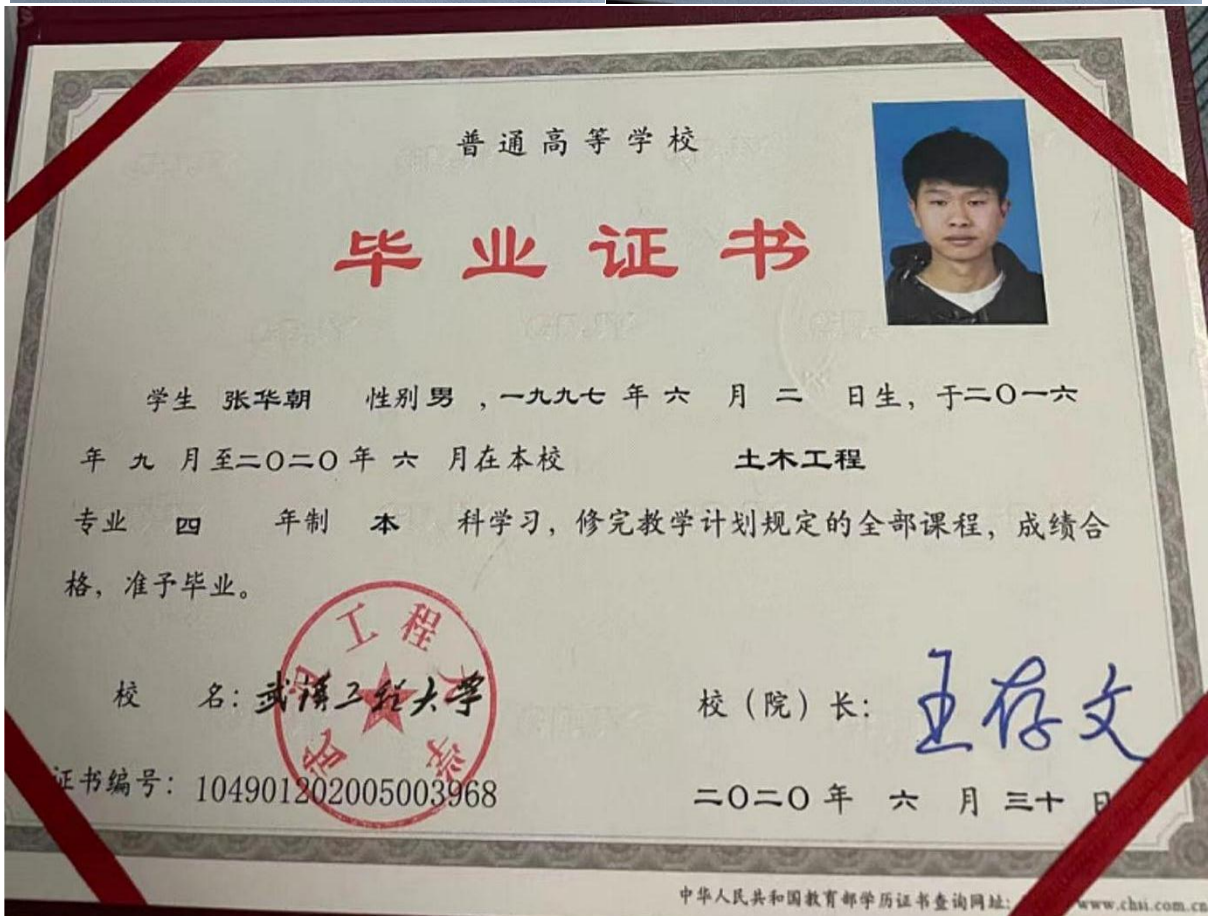 普通高等学校
毕业证书
学生 张华朝 性别 男 ，一九九七 年 六 月 二 日生，于二〇一六
年 九 月至二〇二〇 年 六 月在本校 土木工程
专业 四 年制 本 科学习，修完教学计划规定的全部课程，成绩合
格，准予毕业。
校 名：武汉工程大学
武汉工程大学
校（院）长：王存文
证书编号：104901202005003968
二〇二〇 年 六 月 三十 日
中华人民共和国教育部学历证书查询网址：www.chsi.com.cn